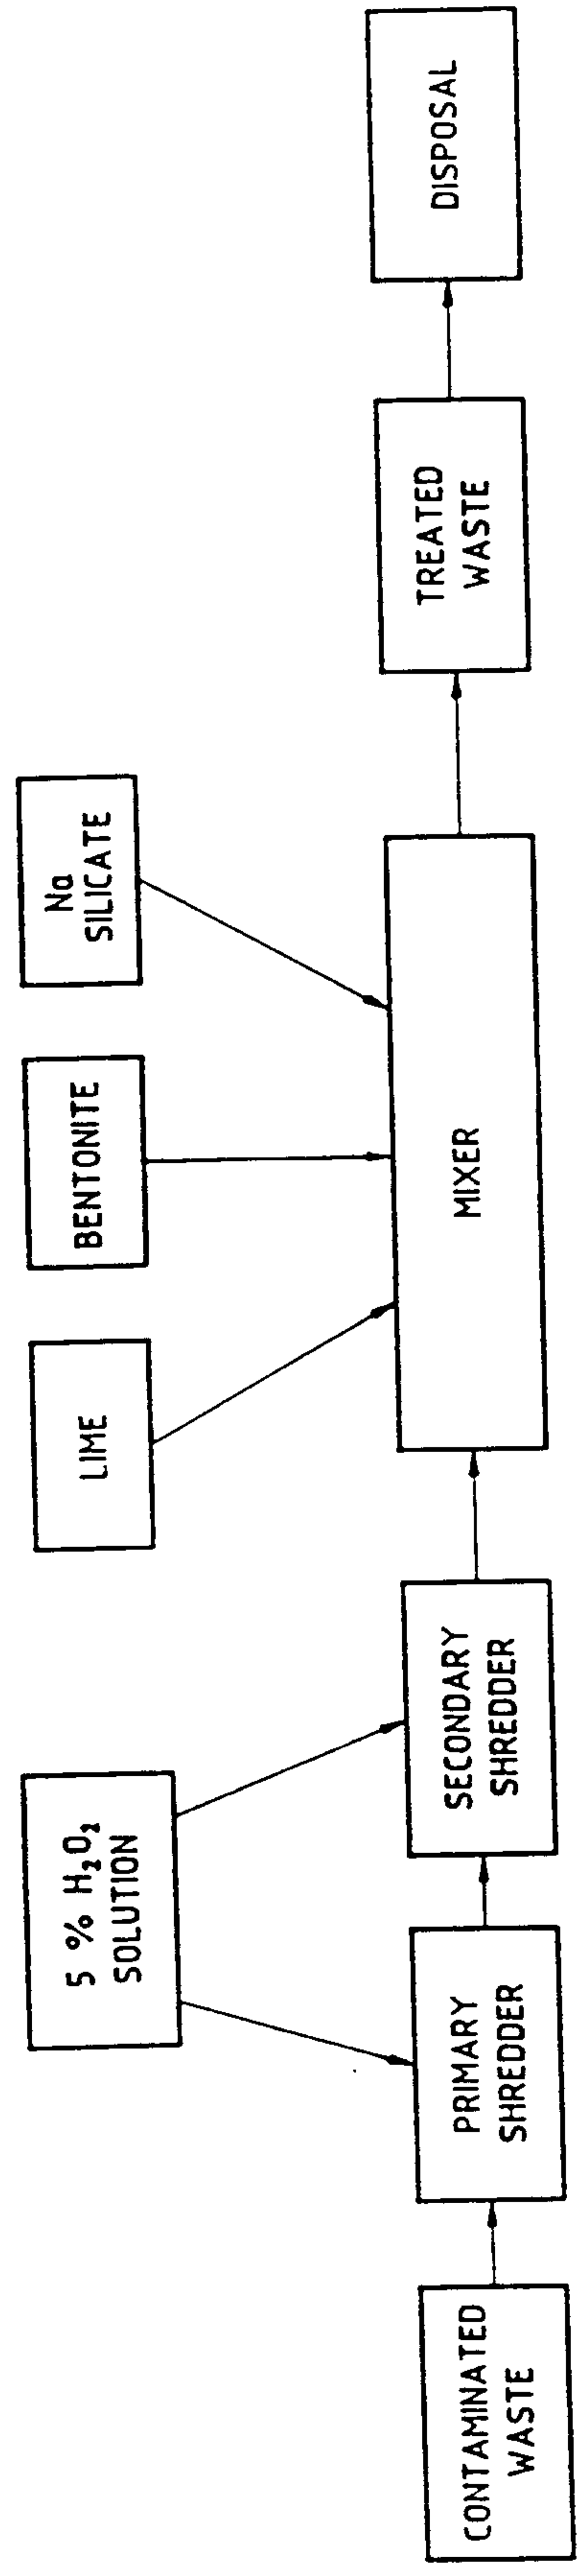 5 % H₂O₂
SOLUTION
LIME
BENTONITE
Na
SILICATE
CONTAMINATED
WASTE
PRIMARY
SHREDDER
SECONDARY
SHREDDER
MIXER
TREATED
WASTE
DISPOSAL